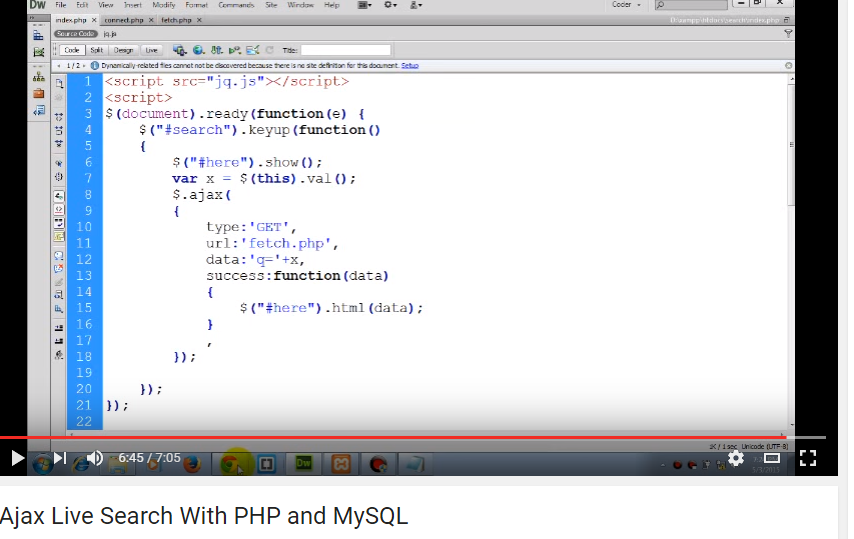 DW File Edit View Insert Modify Format Commands Site Window Help Coder
index.php × connect.php × fetch.php ×
Source Code jq.js
Code Split Design Live Title:
1/2 Dynamically-related files cannot not be discovered because there is no site definition for this document. Setup
1 <script src="jq.js"></script>
2 <script>
3 $(document).ready(function(e) {
4 $("#search").keyup(function()
5 {
6 $("#here").show();
7 var x = $(this).val();
8 $.ajax(
9 {
10 type:'GET',
11 url:'fetch.php',
12 data:'q='+x,
13 success:function(data)
14 {
15 $("#here").html(data);
16 }
17 ,
18 });
19
20 });
21 });
22
1K / 1 sec Unicode (UTF-8)
6:45 / 7:05
Dw
Ajax Live Search With PHP and MySQL